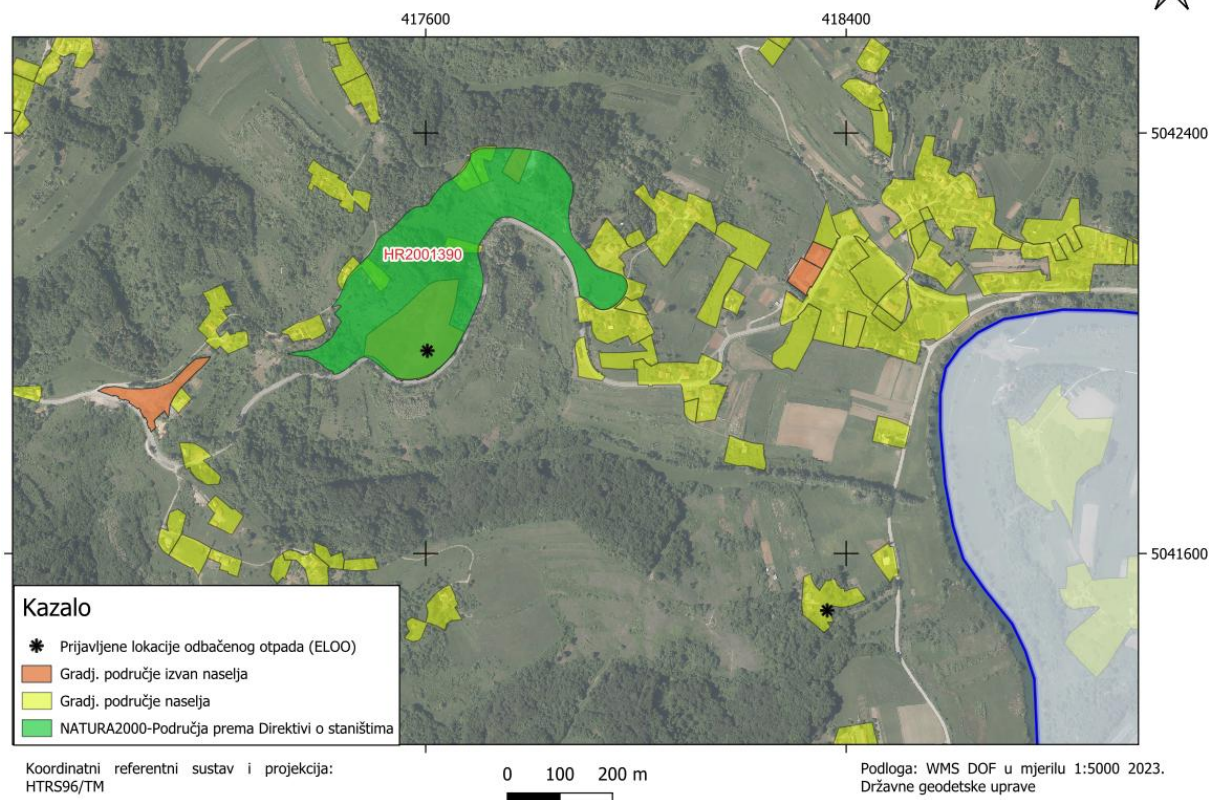 417600
418400
5042400
HR2001390
5041600
Kazalo
Prijavljene lokacije odbačenog otpada (ELOO)
Gradj. područje izvan naselja
Gradj. područje naselja
NATURA2000-Područja prema Direktivi o staništima
Koordinatni referentni sustav i projekcija:
HTRS96/TM
0 100 200 m
Podloga: WMS DOF u mjerilu 1:5000 2023.
Državne geodetske uprave